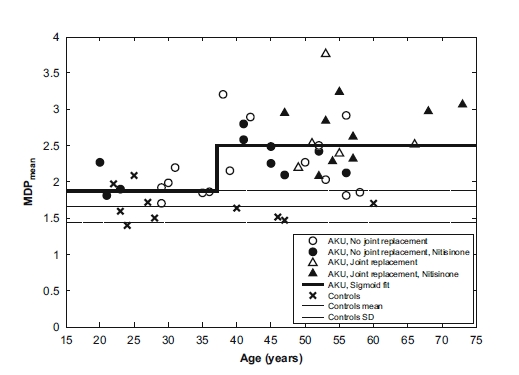 4
3.5
3
2.5
2
1.5
1
0.5
0
MDPmean
15 20 25 30 35 40 45 50 55 60 65 70 75
Age (years)
AKU, No joint replacement
AKU, No joint replacement, Nitisinone
AKU, Joint replacement
AKU, Joint replacement, Nitisinone
AKU, Sigmoid fit
Controls
Controls mean
Controls SD